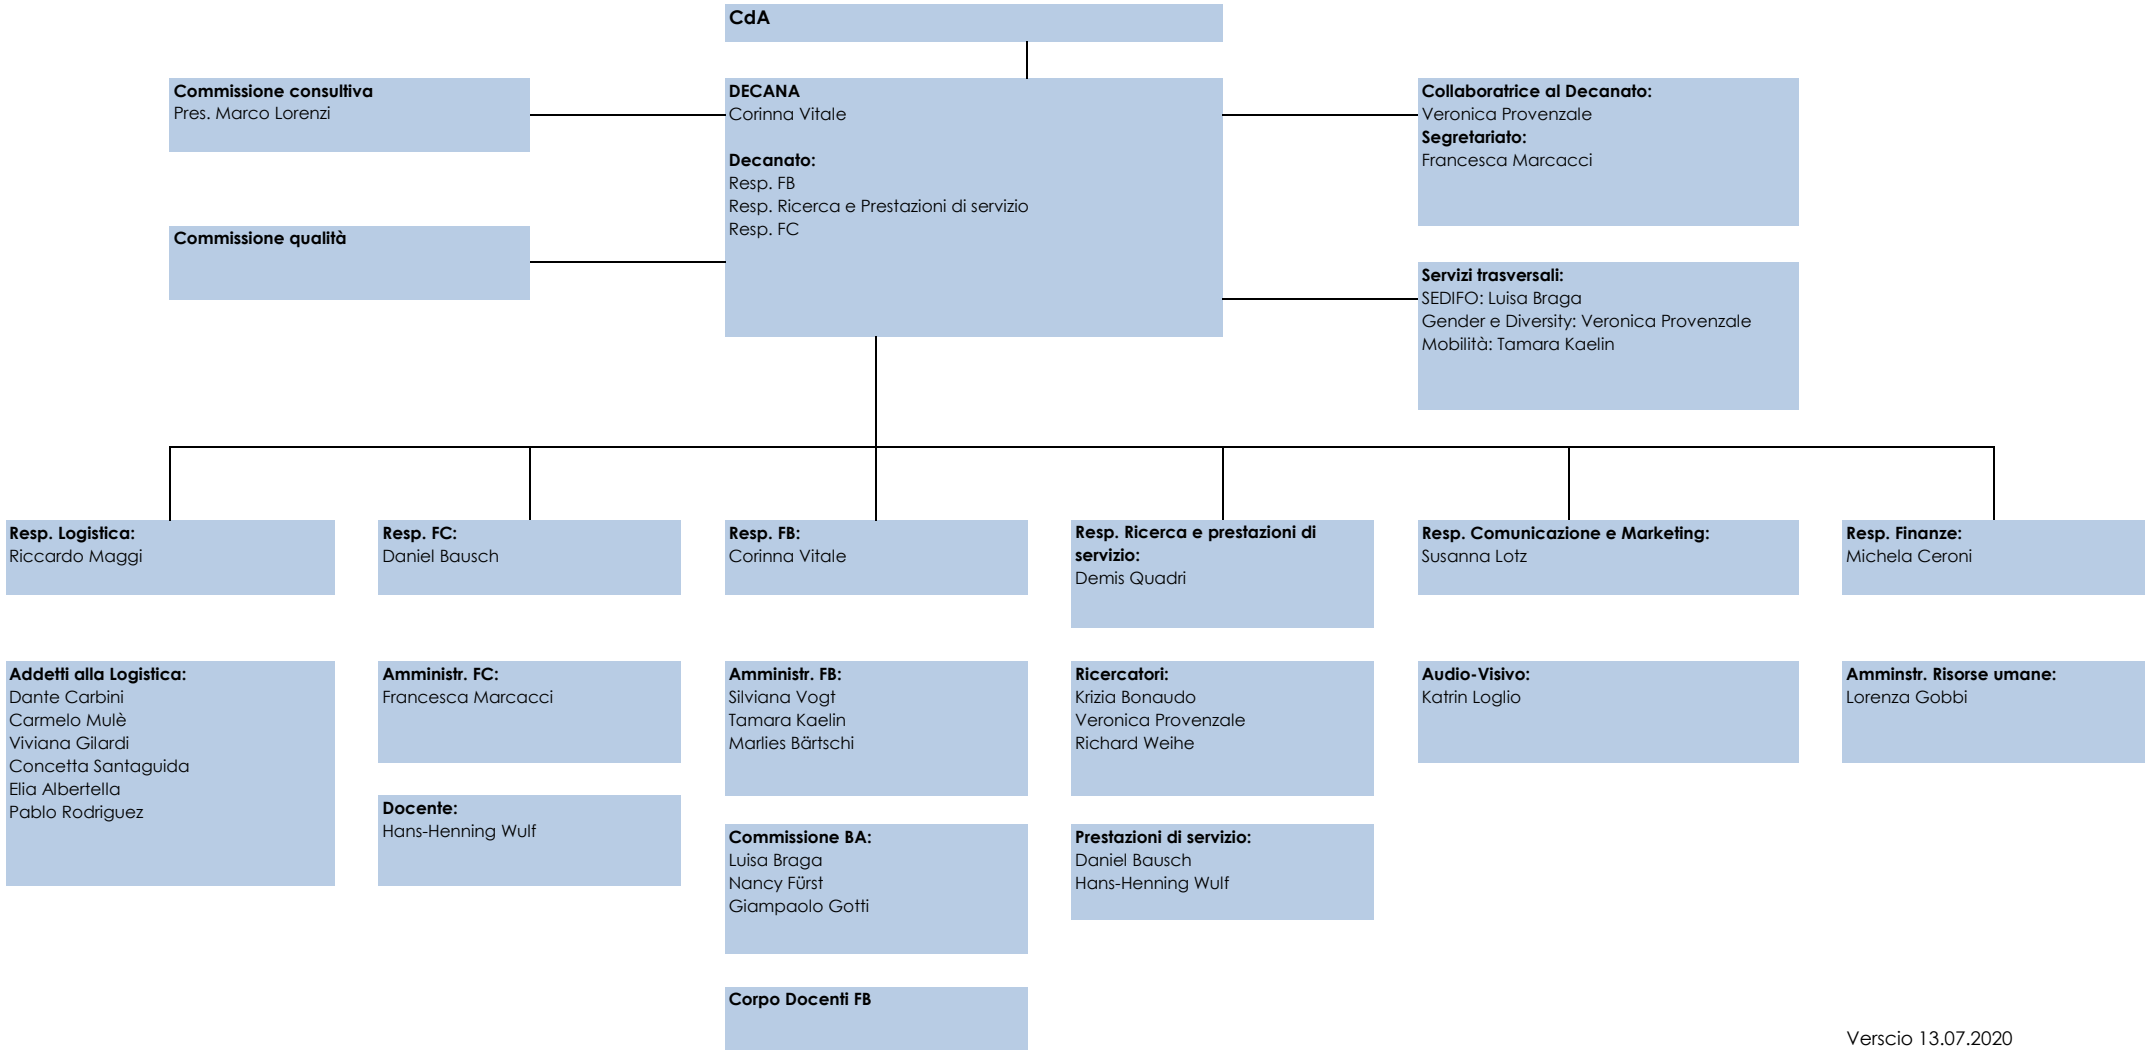 CdA
Commissione consultiva
Pres. Marco Lorenzi
DECANA
Corinna Vitale
Decanato:
Resp. FB
Resp. Ricerca e Prestazioni di servizio
Resp. FC
Collaboratrice al Decanato:
Veronica Provenzale
Segretariato:
Francesca Marcacci
Commissione qualità
Servizi trasversali:
SEDIFO: Luisa Braga
Gender e Diversity: Veronica Provenzale
Mobilità: Tamara Kaelin
Resp. Logistica:
Riccardo Maggi
Resp. FC:
Daniel Bausch
Resp. FB:
Corinna Vitale
Resp. Ricerca e prestazioni di
servizio:
Demis Quadri
Resp. Comunicazione e Marketing:
Susanna Lotz
Resp. Finanze:
Michela Ceroni
Addetti alla Logistica:
Dante Carbini
Carmelo Mulè
Viviana Gilardi
Concetta Santaguida
Elia Albertella
Pablo Rodriguez
Amministr. FC:
Francesca Marcacci
Docente:
Hans-Henning Wulf
Amministr. FB:
Silviana Vogt
Tamara Kaelin
Marlies Bärtschi
Commissione BA:
Luisa Braga
Nancy Fürst
Giampaolo Gotti
Corpo Docenti FB
Ricercatori:
Krizia Bonaudo
Veronica Provenzale
Richard Weihe
Prestazioni di servizio:
Daniel Bausch
Hans-Henning Wulf
Audio-Visivo:
Katrin Loglio
Amminstr. Risorse umane:
Lorenza Gobbi
Verscio 13.07.2020